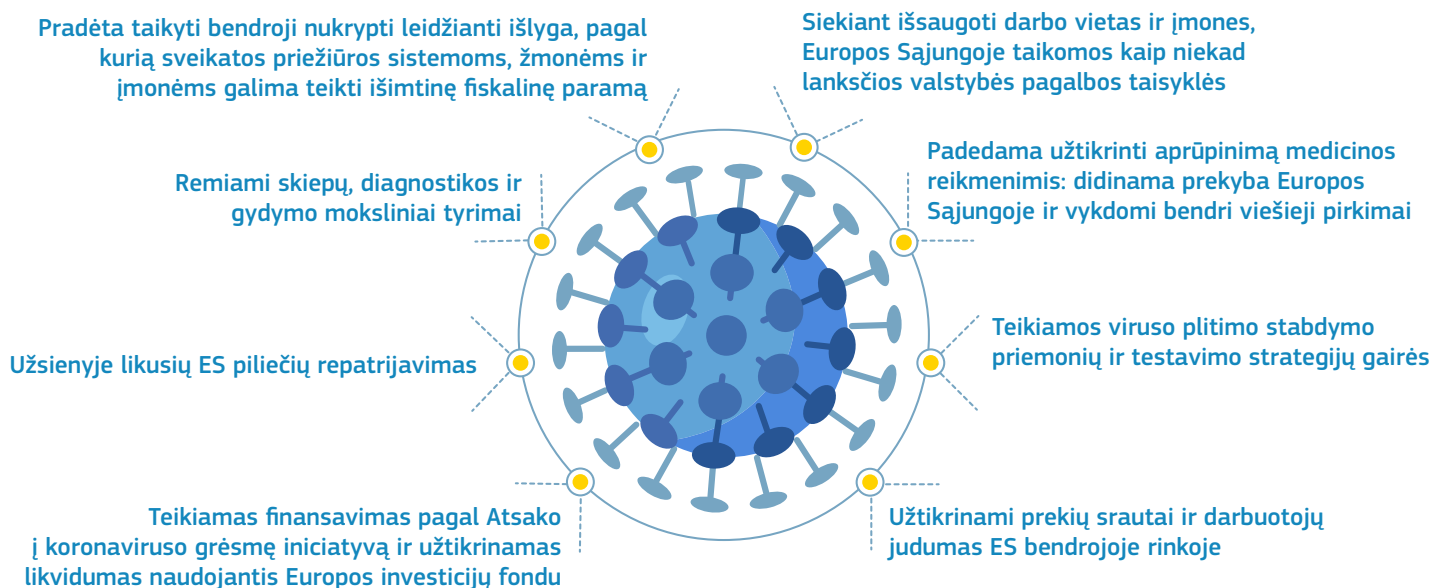 Pradėta taikyti bendroji nukrypti leidžianti išlyga, pagal
kurią sveikatos priežiūros sistemoms, žmonėms ir
įmonėms galima teikti išimtinę fiskalinę paramą
Siekiant išsaugoti darbo vietas ir įmones,
Europos Sąjungoje taikomos kaip niekad
lanksčios valstybės pagalbos taisyklės
Remiami skiepų, diagnostikos ir
gydymo moksliniai tyrimai
Padedama užtikrinti aprūpinimą medicinos
reikmenimis: didinama prekyba Europos
Sąjungoje ir vykdomi bendri viešieji pirkimai
Užsienyje likusių ES piliečių repatrijavimas
Teikiamos viruso plitimo stabdymo
priemonių ir testavimo strategijų gairės
Teikiamas finansavimas pagal Atsako
į koronaviruso grėsmę iniciatyvą ir užtikrinamas
likvidumas naudojantis Europos investicijų fondu
Užtikrinami prekių srautai ir darbuotojų
judumas ES bendrojoje rinkoje